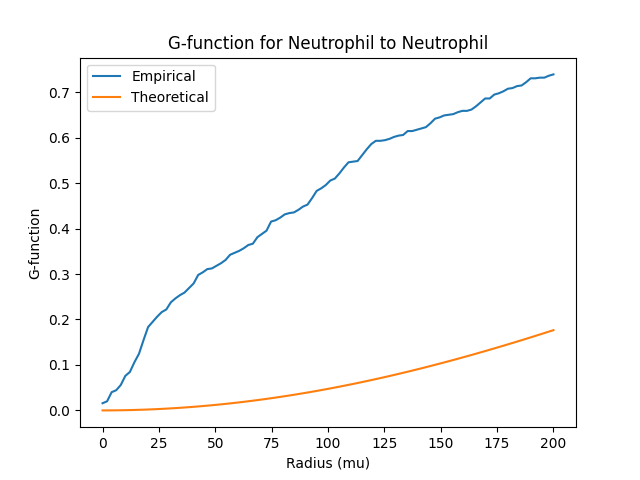 G-function for Neutrophil to Neutrophil
Empirical
Theoretical
0.7
0.6
0.5
0.4
0.3
0.2
0.1
0.0
G-function
0 25 50 75 100 125 150 175 200
Radius (mu)